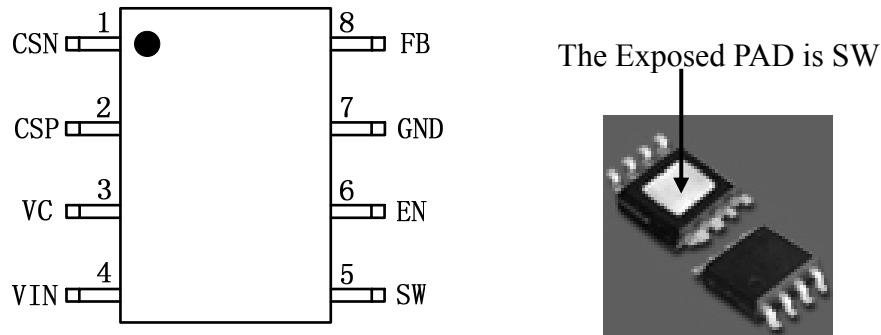 1
CSN
8
FB
The Exposed PAD is SW
2
CSP
7
GND
3
VC
6
EN
4
VIN
5
SW